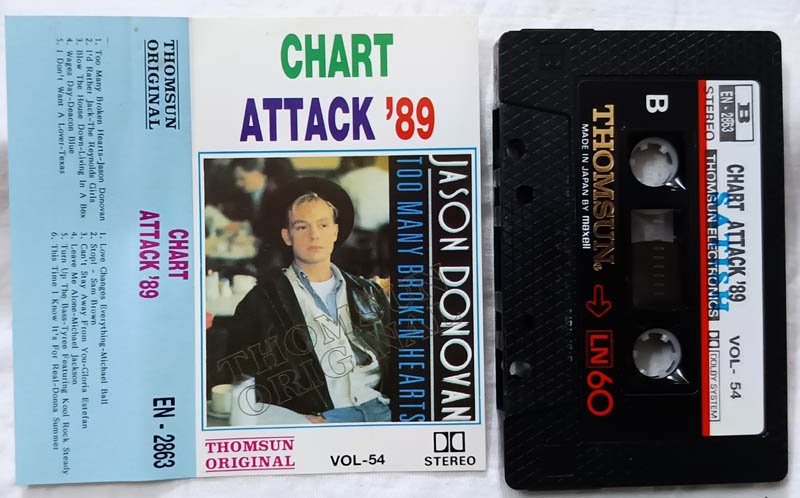 THOMSUN
ORIGINAL
1. Too Many Broken Hearts-Jason Donovan
2. I'd Rather Jack-The Reynolds Girls
3. Blow The House Down-Living In A Box
4. Wages Day-Deacon Blue
5. I Don't Want A Lover-Texas
CHART
ATTACK '89
1. Love Changes Everything-Michael Ball
2. Stop! - Sam Brown
3. Can't Stay Away From You-Gloria Estefan
4. Leave Me Alone-Michael Jackson
5. Turn Up The Bass-Tyree Featuring Kool Rock Steady
6. This Time I Know It's For Real-Donna Summer
EN - 2863
CHART
ATTACK '89
JASON DONOVAN
TOO MANY BROKEN HEARTS
THOMSUN
ORIGINAL
THOMSUN
ORIGINAL
VOL-54
STEREO
B
THOMSUN.
MADE IN JAPAN BY maxell
LN60
B
EN - 2863
STEREO
CHART ATTACK '89
SATISH
THOMSUN ELECTRONICS
VOL- 54
DOLBY SYSTEM